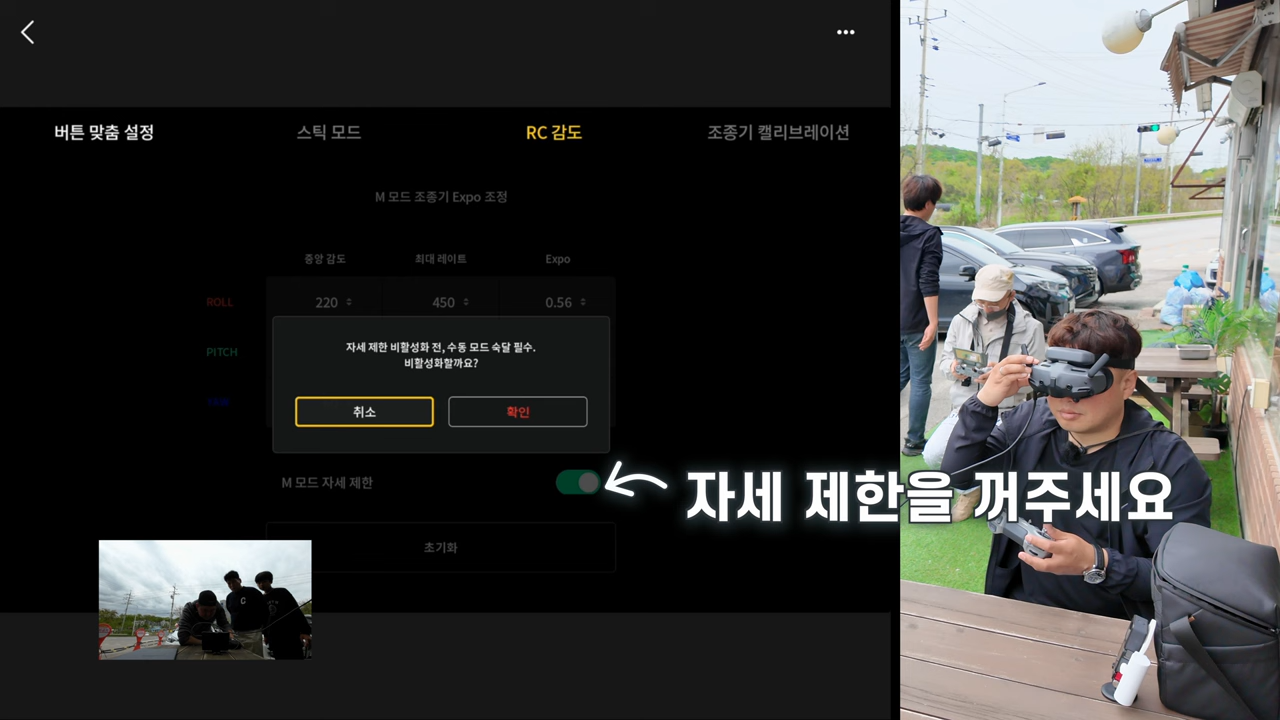 버튼 맞춤 설정
스틱 모드
RC 감도
조종기 캘리브레이션
M 모드 조종기 Expo 조정
중앙 감도
최대 레이트
Expo
ROLL
220
450
0.56
PITCH
자세 제한 비활성화 전, 수동 모드 숙달 필수.
비활성화할까요?
취소
확인
M 모드 자세 제한
자세 제한을 꺼주세요
초기화